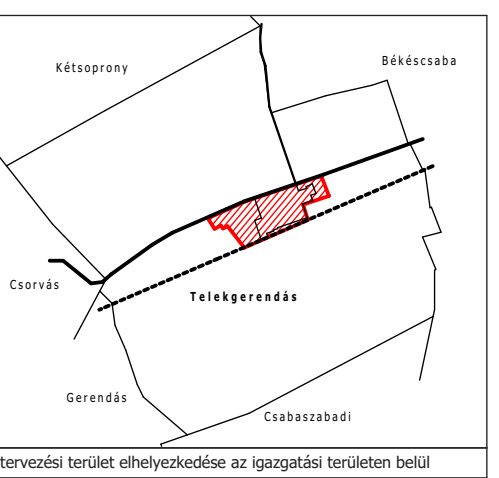 Kétsoprony
Békéscsaba
Csorvás
Telekgerendás
Gerendás
Csabaszabadi
tervezési terület elhelyezkedése az igazgatási területen belül